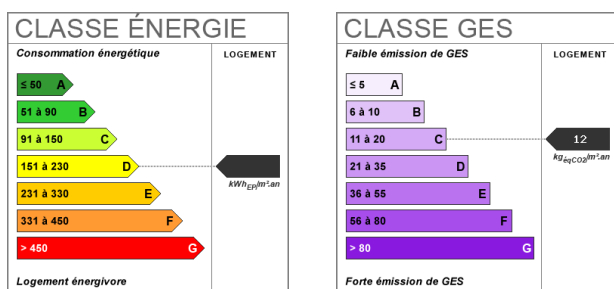 CLASSE ÉNERGIE
Consommation énergétique
LOGEMENT
≤ 50 A
51 à 90 B
91 à 150 C
151 à 230 D
kWhEP/m².an
231 à 330 E
331 à 450 F
> 450 G
Logement énergivore
CLASSE GES
Faible émission de GES
LOGEMENT
≤ 5 A
6 à 10 B
11 à 20 C
12
kgéqCO2/m².an
21 à 35 D
36 à 55 E
56 à 80 F
> 80 G
Forte émission de GES